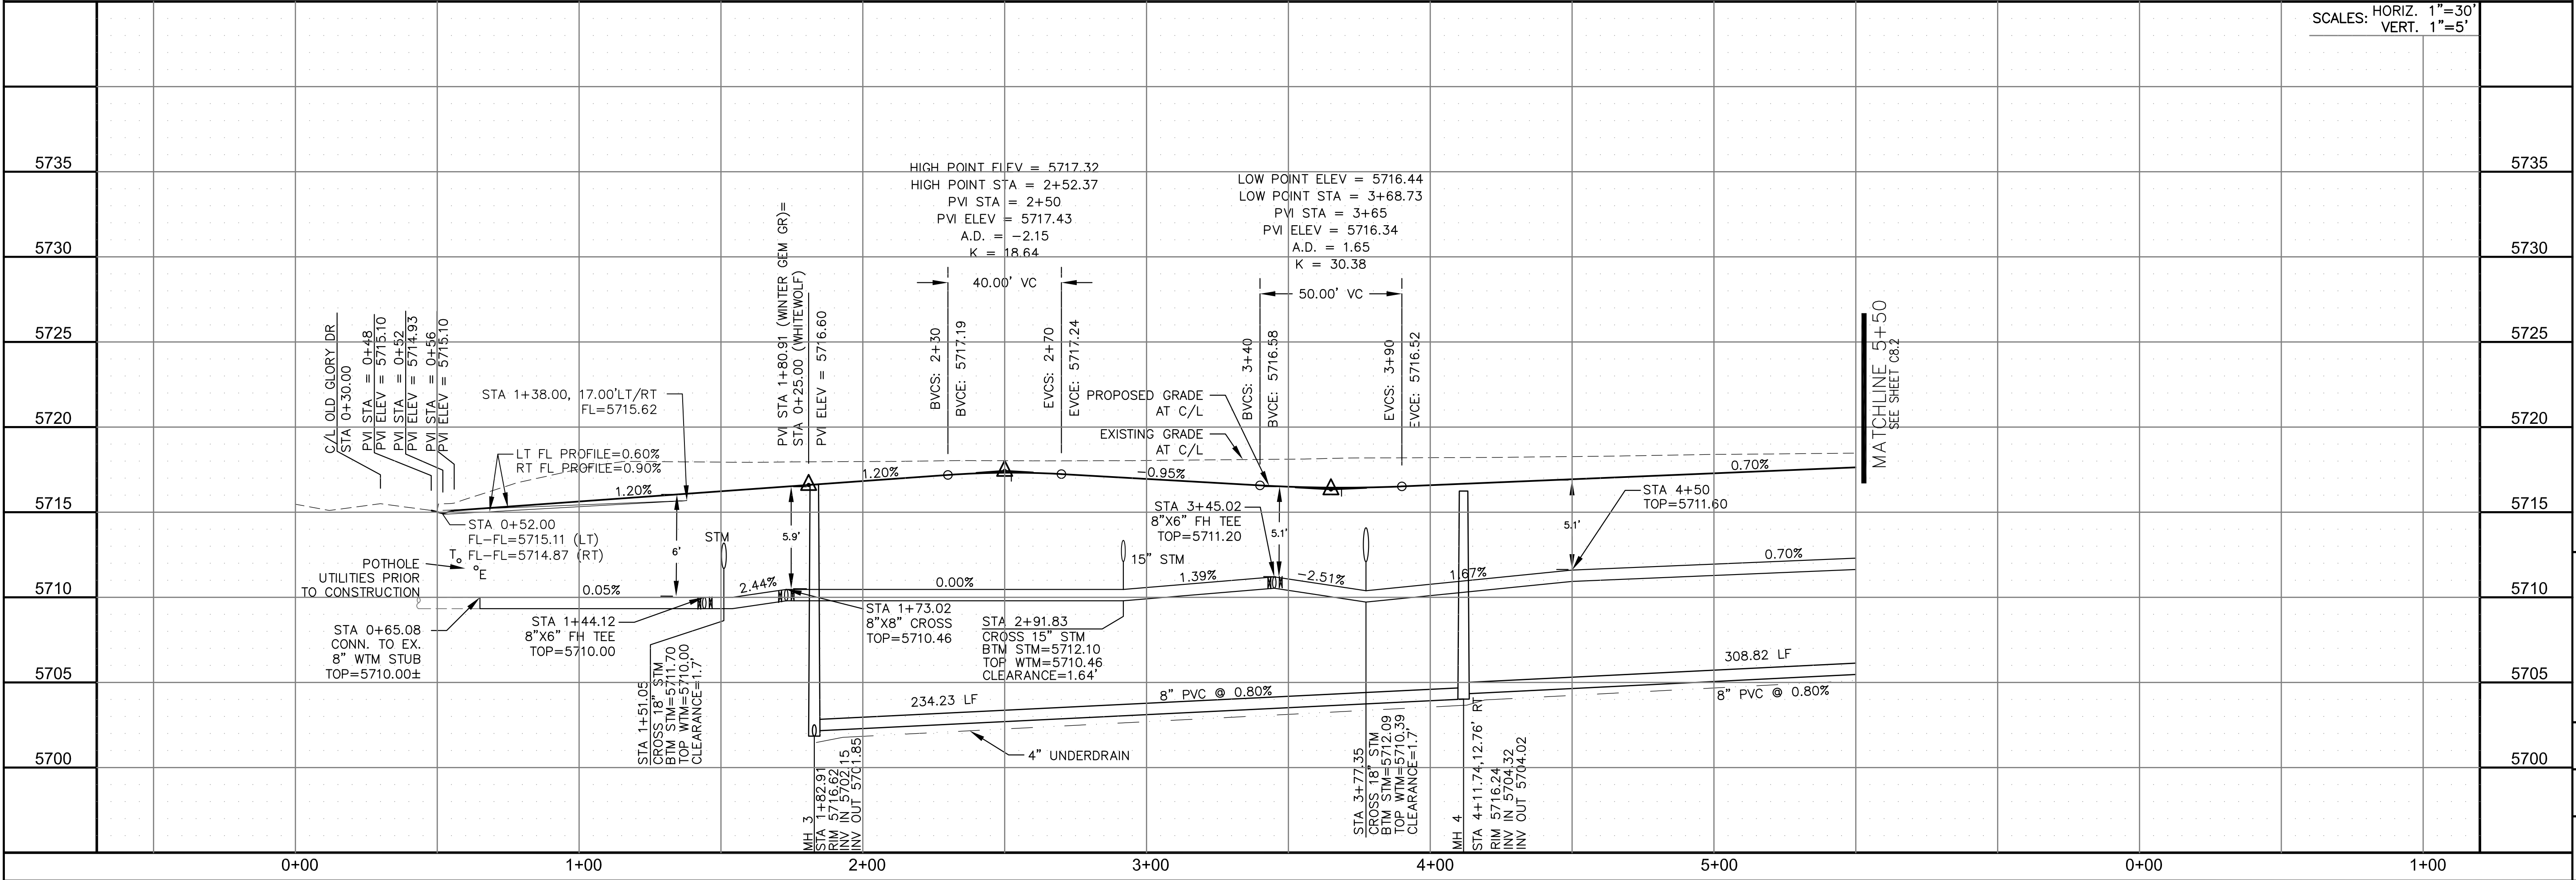 SCALES: HORIZ. 1"=30'
VERT. 1"=5'
5735
5730
5725
5720
5715
5710
5705
5700
5735
5730
5725
5720
5715
5710
5705
5700
C/L OLD GLORY DR
STA 0+30.00
PVI STA = 0+48
PVI ELEV = 5715.10
PVI STA = 0+52
PVI ELEV = 5714.93
PVI STA = 0+56
PVI ELEV = 5715.10
STA 1+38.00, 17.00'LT/RT
FL=5715.62
LT FL PROFILE=0.60%
RT FL PROFILE=0.90%
1.20%
STA 0+52.00
FL-FL=5715.11 (LT)
FL-FL=5714.87 (RT)
T
E
POTHOLE
UTILITIES PRIOR
TO CONSTRUCTION
STA 0+65.08
CONN. TO EX.
8" WTM STUB
TOP=5710.00±
0.05%
6'
STM
STA 1+44.12
8"X6" FH TEE
TOP=5710.00
2.44%
5.9'
STA 1+51.05
CROSS 18" STM
BTM STM=5711.70
TOP WTM=5710.00
CLEARANCE=1.7'
PVI STA 1+80.91 (WINTER GEM GR)=
STA 0+25.00 (WHITEWOLF)
PVI ELEV = 5716.60
1.20%
HIGH POINT ELEV = 5717.32
HIGH POINT STA = 2+52.37
PVI STA = 2+50
PVI ELEV = 5717.43
A.D. = -2.15
K = 18.64
40.00' VC
BVCS: 2+30
BVCE: 5717.19
EVCS: 2+70
EVCE: 5717.24
-0.95%
PROPOSED GRADE
AT C/L
EXISTING GRADE
AT C/L
LOW POINT ELEV = 5716.44
LOW POINT STA = 3+68.73
PVI STA = 3+65
PVI ELEV = 5716.34
A.D. = 1.65
K = 30.38
50.00' VC
BVCS: 3+40
BVCE: 5716.58
EVCS: 3+90
EVCE: 5716.52
0.70%
0.00%
STA 1+73.02
8"X8" CROSS
TOP=5710.46
STA 2+91.83
CROSS 15" STM
BTM STM=5712.10
TOP WTM=5710.46
CLEARANCE=1.64'
15" STM
1.39%
STA 3+45.02
8"X6" FH TEE
TOP=5711.20
5.1'
-2.51%
1.67%
5.1'
STA 4+50
TOP=5711.60
0.70%
MATCHLINE 5+50
SEE SHEET C8.2
234.23 LF
8" PVC @ 0.80%
4" UNDERDRAIN
308.82 LF
8" PVC @ 0.80%
MH 3
STA 1+82.91
RIM 5716.62
INV IN 5702.15
INV OUT 5701.85
STA 3+77.35
CROSS 18" STM
BTM STM=5712.09
TOP WTM=5710.39
CLEARANCE=1.7'
MH 4
STA 4+11.74,12.76' RT
RIM 5716.24
INV IN 5704.32
INV OUT 5704.02
0+00
1+00
2+00
3+00
4+00
5+00
0+00
1+00